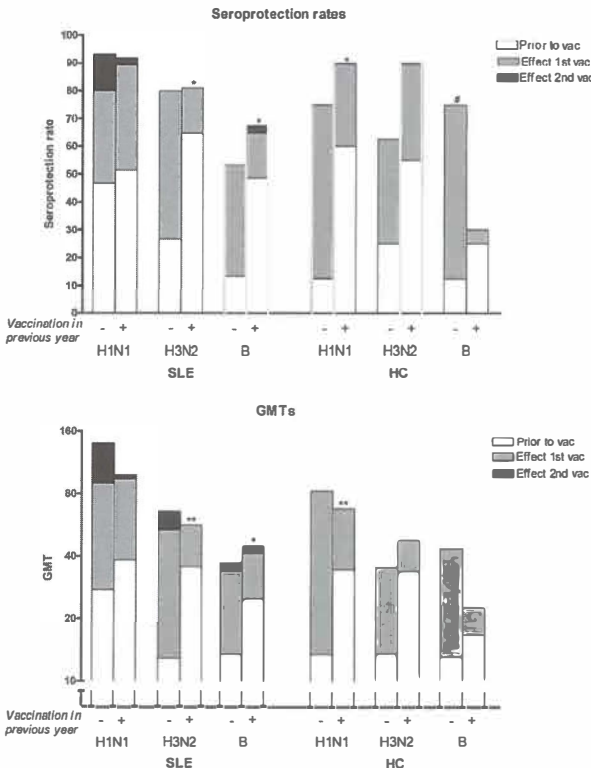 Seroprotection rates
100
90
80
70
60
50
40
30
20
10
0
Seroprotection rate
Prior to vac
Effect 1st vac
Effect 2nd vac
* * * #
Vaccination in
previous year
- + - + - + - + - + - +
H1N1 H3N2 B H1N1 H3N2 B
SLE HC
GMTs
160
80
40
20
10
GMT
Prior to vac
Effect 1st vac
Effect 2nd vac
** * **
Vaccination in
previous year
- + - + - + - + - + - +
H1N1 H3N2 B H1N1 H3N2 B
SLE HC